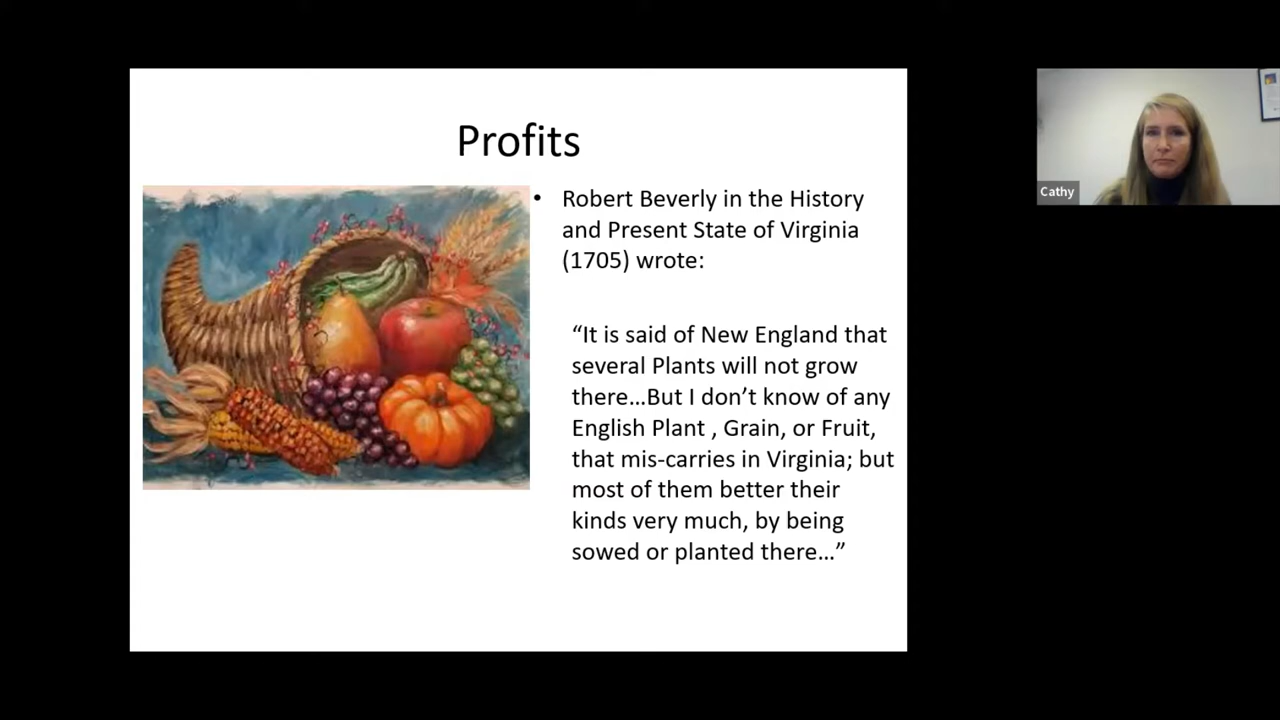 Profits
• Robert Beverly in the History
and Present State of Virginia
(1705) wrote:
“It is said of New England that
several Plants will not grow
there…But I don’t know of any
English Plant , Grain, or Fruit,
that mis-carries in Virginia; but
most of them better their
kinds very much, by being
sowed or planted there…”
Cathy